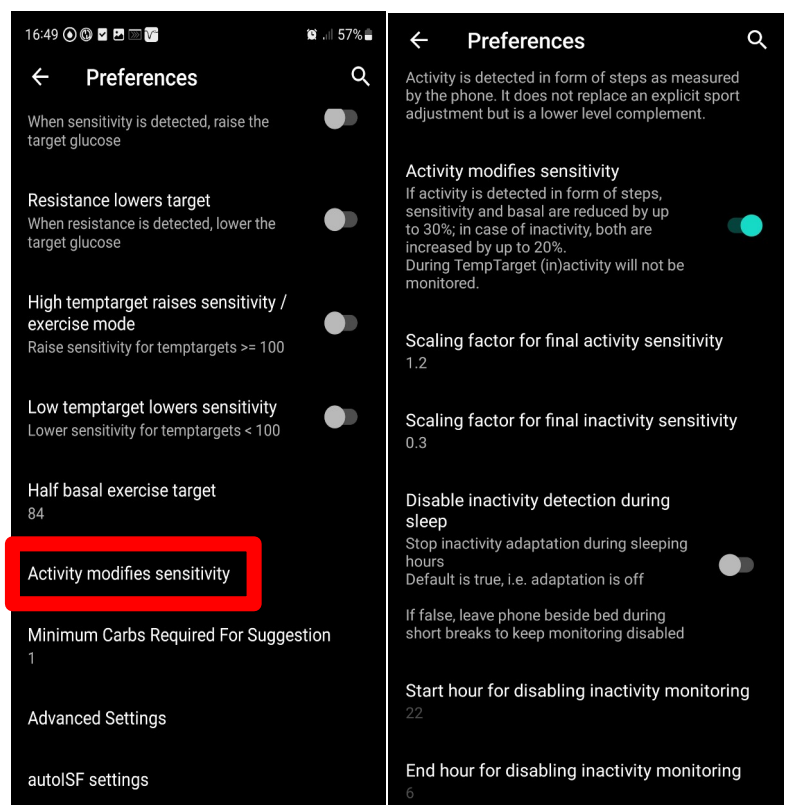 16:49 57%
Preferences
When sensitivity is detected, raise the
target glucose
Resistance lowers target
When resistance is detected, lower the
target glucose
High temptarget raises sensitivity /
exercise mode
Raise sensitivity for temptargets >= 100
Low temptarget lowers sensitivity
Lower sensitivity for temptargets < 100
Half basal exercise target
84
Activity modifies sensitivity
Minimum Carbs Required For Suggestion
1
Advanced Settings
autoISF settings
Preferences
Activity is detected in form of steps as measured
by the phone. It does not replace an explicit sport
adjustment but is a lower level complement.
Activity modifies sensitivity
If activity is detected in form of steps,
sensitivity and basal are reduced by up
to 30%; in case of inactivity, both are
increased by up to 20%.
During TempTarget (in)activity will not be
monitored.
Scaling factor for final activity sensitivity
1.2
Scaling factor for final inactivity sensitivity
0.3
Disable inactivity detection during
sleep
Stop inactivity adaptation during sleeping
hours
Default is true, i.e. adaptation is off
If false, leave phone beside bed during
short breaks to keep monitoring disabled
Start hour for disabling inactivity monitoring
22
End hour for disabling inactivity monitoring
6